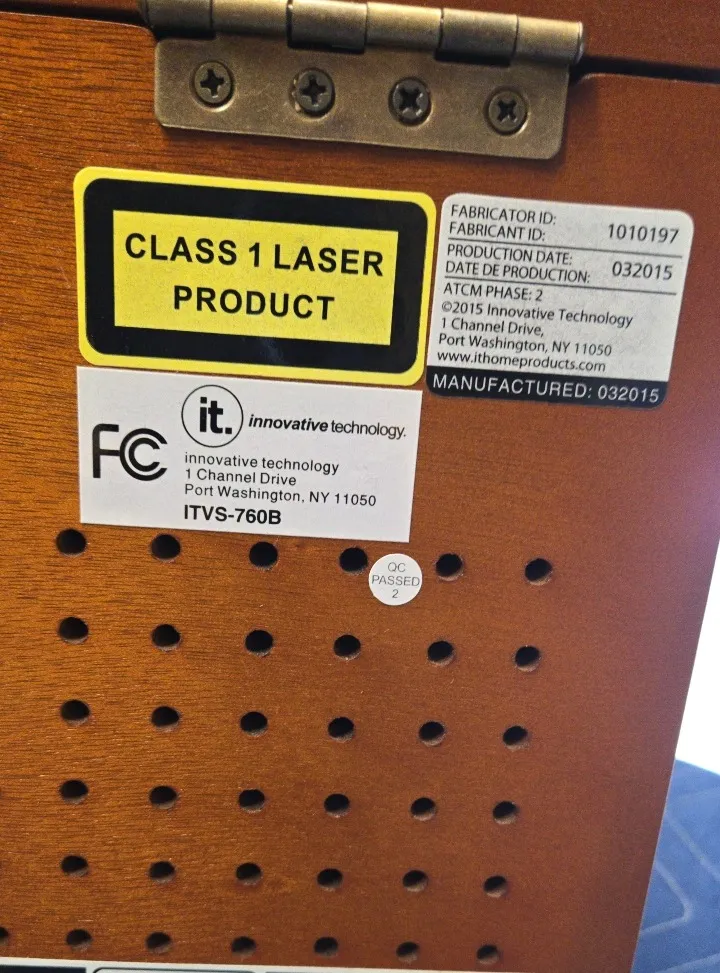 CLASS 1 LASER
PRODUCT
FABRICATOR ID:
FABRICANT ID: 1010197
PRODUCTION DATE:
DATE DE PRODUCTION: 032015
ATCM PHASE: 2
©2015 Innovative Technology
1 Channel Drive,
Port Washington, NY 11050
www.ithomeproducts.com
MANUFACTURED: 032015
FC
it. innovative technology.
innovative technology
1 Channel Drive
Port Washington, NY 11050
ITVS-760B
QC
PASSED
2